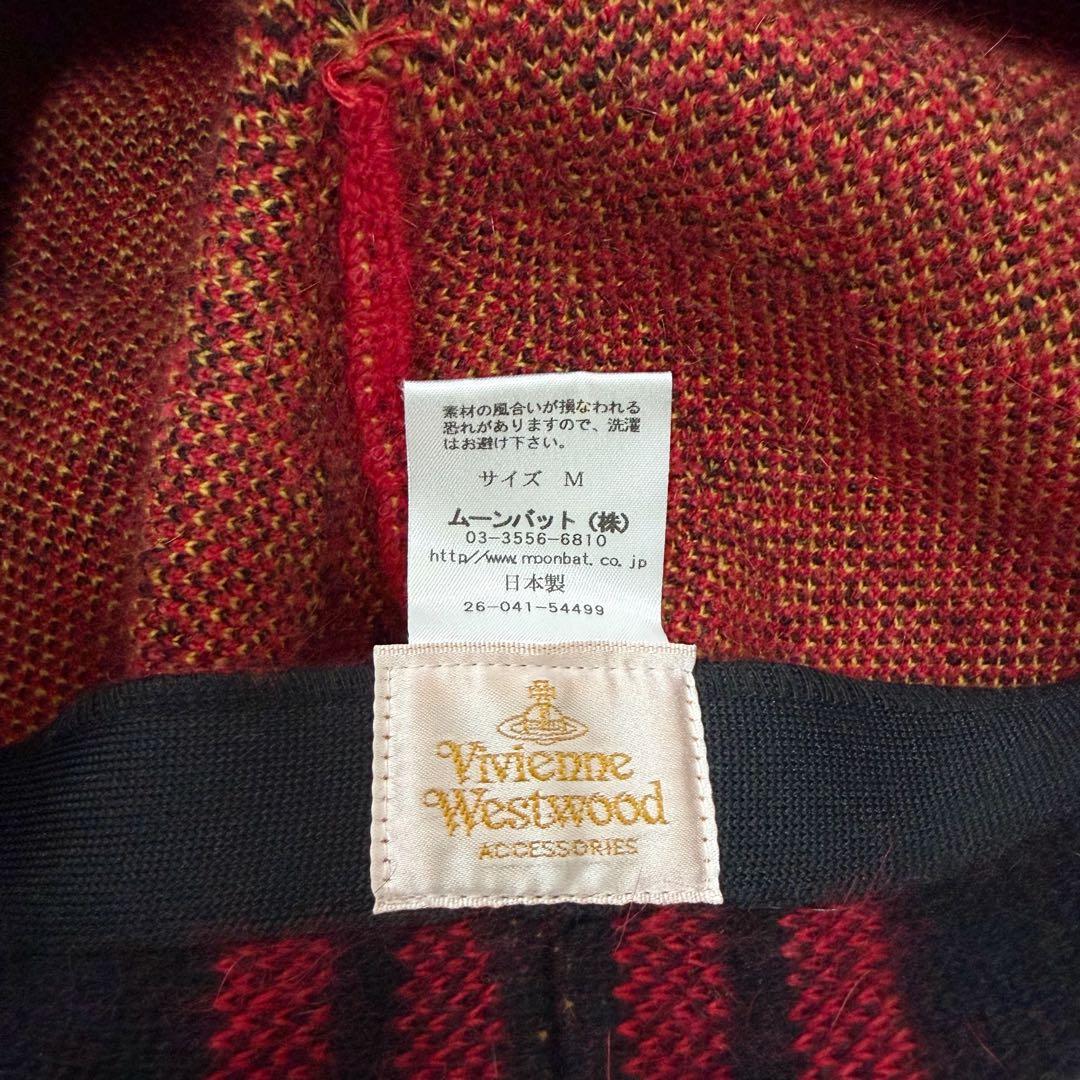 素材の風合いが損なわれる
恐れがありますので、洗濯
はお避け下さい。
サイズ M
ムーンバット(株)
03-3556-6810
http//www.moonbat.co.jp
日本製
26-041-54499
Vivienne
Westwood
ACCESSORIES